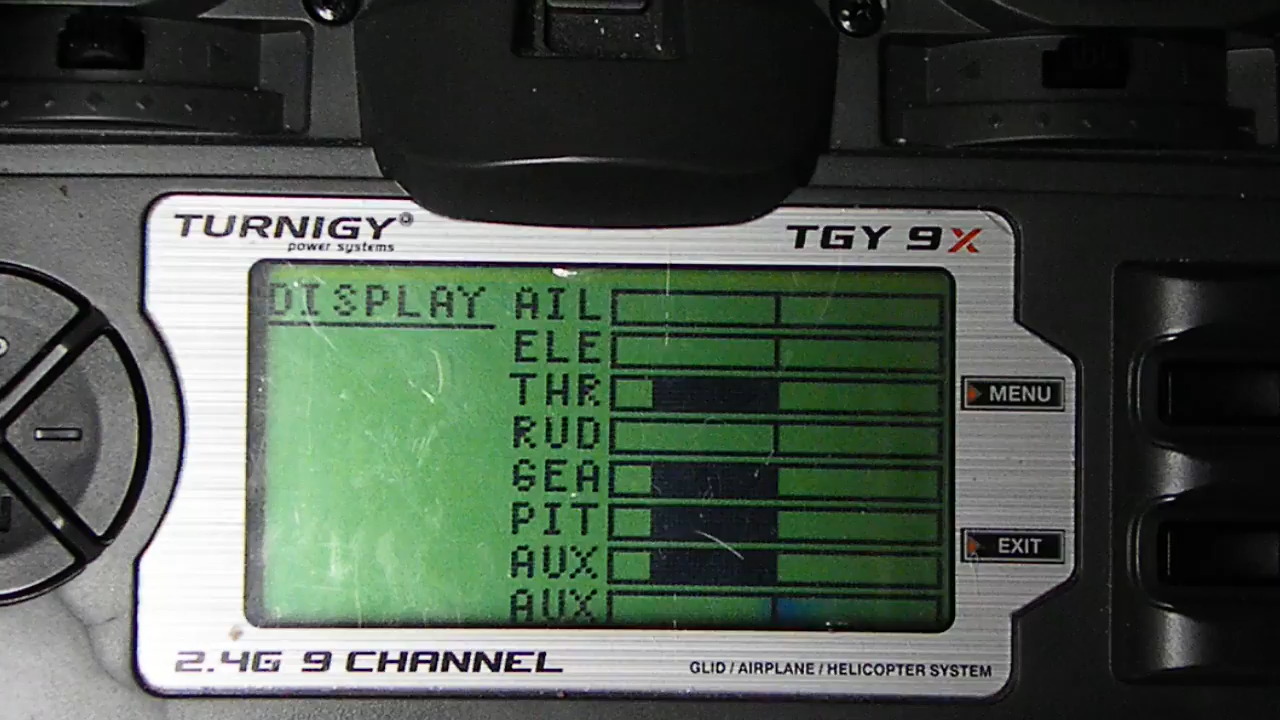 TURNIGY®
power systems
TGY 9X
DISPLAY AIL
ELE
THR
RUD
GEA
PIT
AUX
AUX
MENU
EXIT
2.4G 9 CHANNEL
GLID / AIRPLANE / HELICOPTER SYSTEM